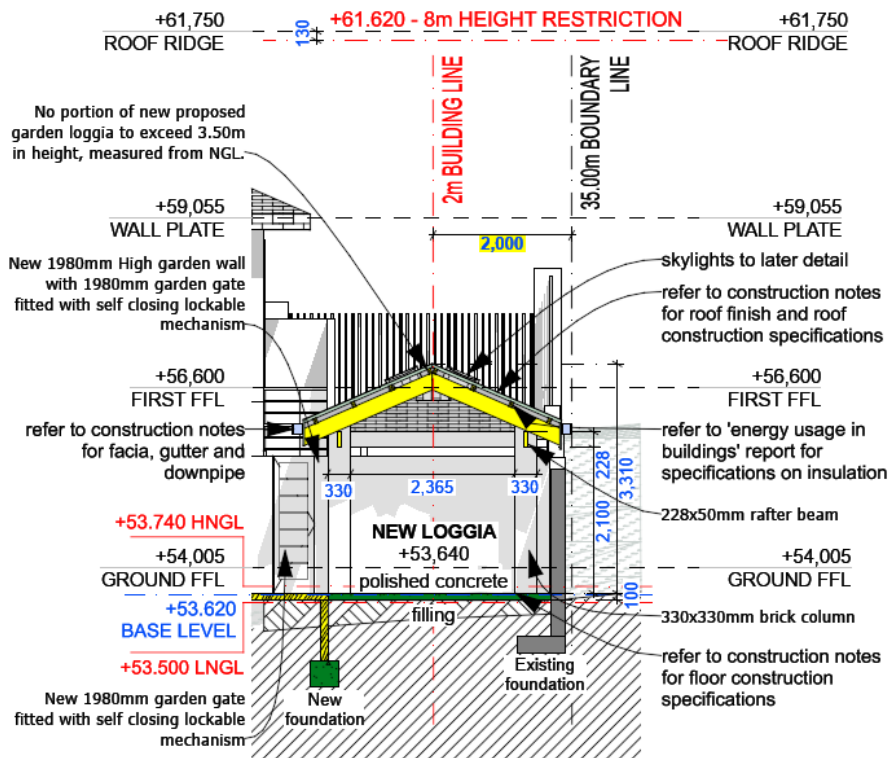 +61,750
ROOF RIDGE
130
+61.620 - 8m HEIGHT RESTRICTION
+61,750
ROOF RIDGE
No portion of new proposed
garden loggia to exceed 3.50m
in height, measured from NGL.
2m BUILDING LINE
35.00m BOUNDARY
LINE
+59,055
WALL PLATE
+59,055
WALL PLATE
2,000
New 1980mm High garden wall
with 1980mm garden gate
fitted with self closing lockable
mechanism
skylights to later detail
refer to construction notes
for roof finish and roof
construction specifications
+56,600
FIRST FFL
+56,600
FIRST FFL
refer to construction notes
for facia, gutter and
downpipe
refer to 'energy usage in
buildings' report for
specifications on insulation
330
2,365
330
228
2,100
3,310
100
228x50mm rafter beam
+53.740 HNGL
NEW LOGGIA
+53,640
polished concrete
+54,005
GROUND FFL
+54,005
GROUND FFL
+53.620
BASE LEVEL
filling
330x330mm brick column
+53.500 LNGL
refer to construction notes
for floor construction
specifications
New 1980mm garden gate
fitted with self closing lockable
mechanism
New
foundation
Existing
foundation